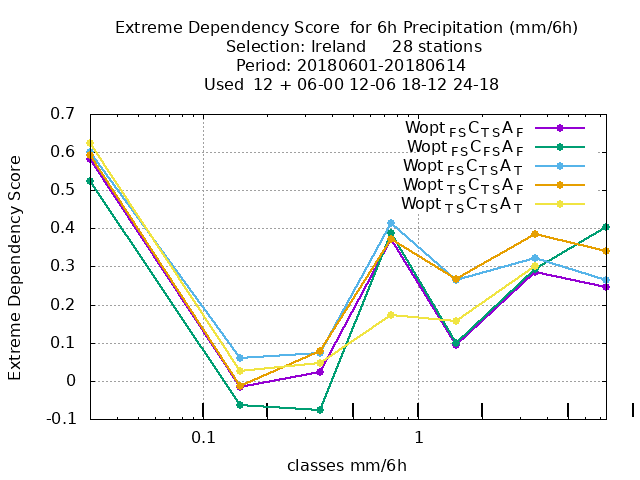 Extreme Dependency Score  for 6h Precipitation (mm/6h)
Selection: Ireland     28 stations
Period: 20180601-20180614
Used  12 + 06-00 12-06 18-12 24-18
Extreme Dependency Score
0.7
0.6
0.5
0.4
0.3
0.2
0.1
0
-0.1
Wopt FS C TS A F
Wopt FS C FS A F
Wopt FS C TS A T
Wopt TS C TS A F
Wopt TS C TS A T
0.1 1
classes mm/6h